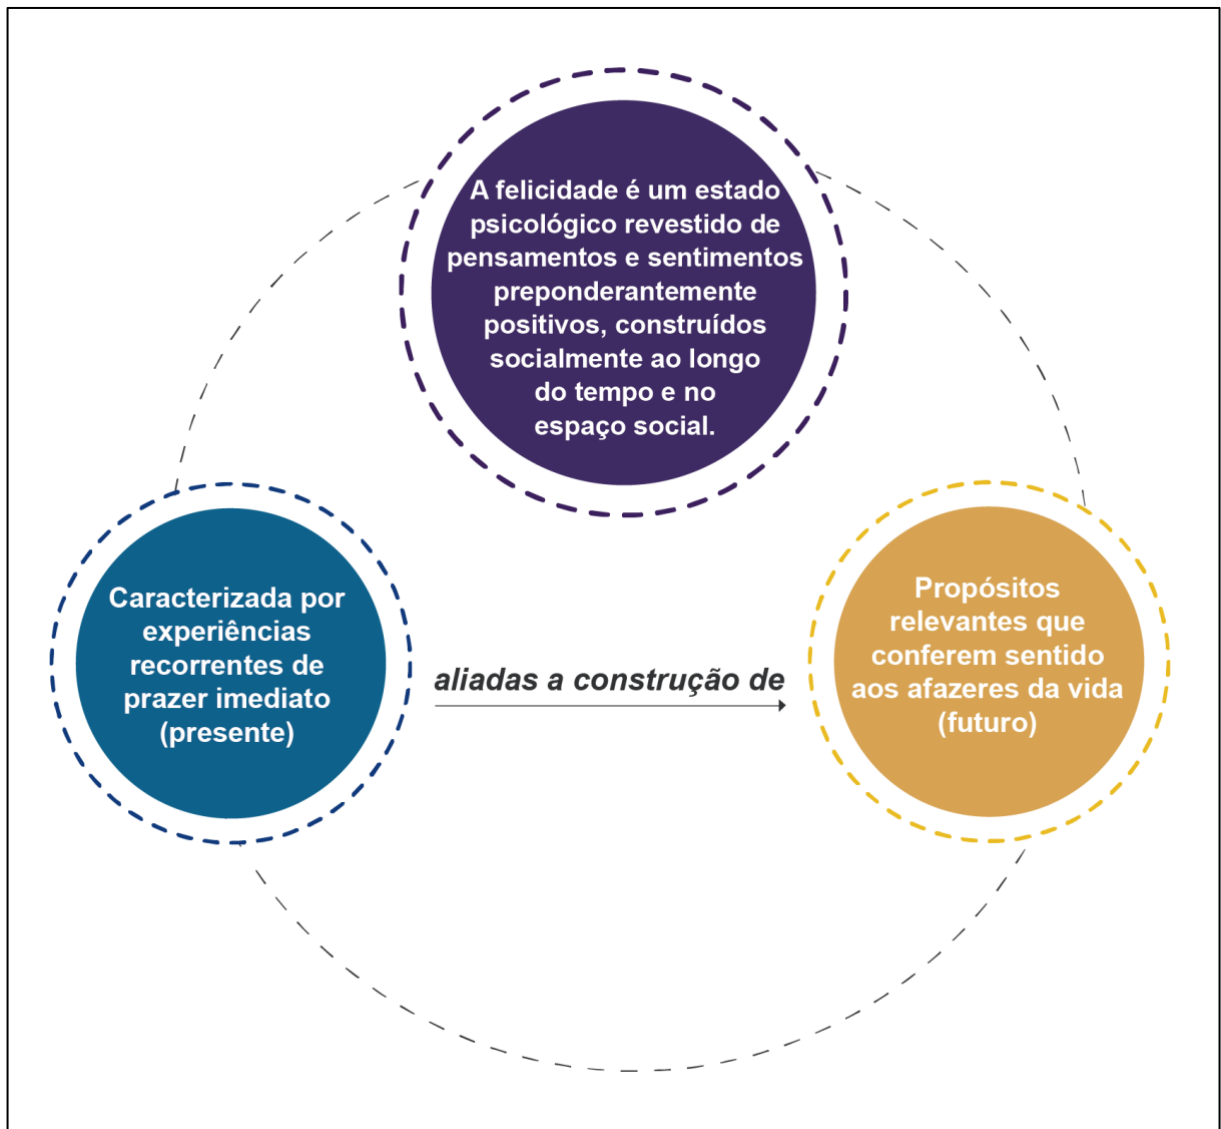 A felicidade é um estado
psicológico revestido de
pensamentos e sentimentos
preponderantemente
positivos, construídos
socialmente ao longo
do tempo e no
espaço social.
Caracterizada por
experiências
recorrentes de
prazer imediato
(presente)
aliadas a construção de
Propósitos
relevantes que
conferem sentido
aos afazeres da vida
(futuro)